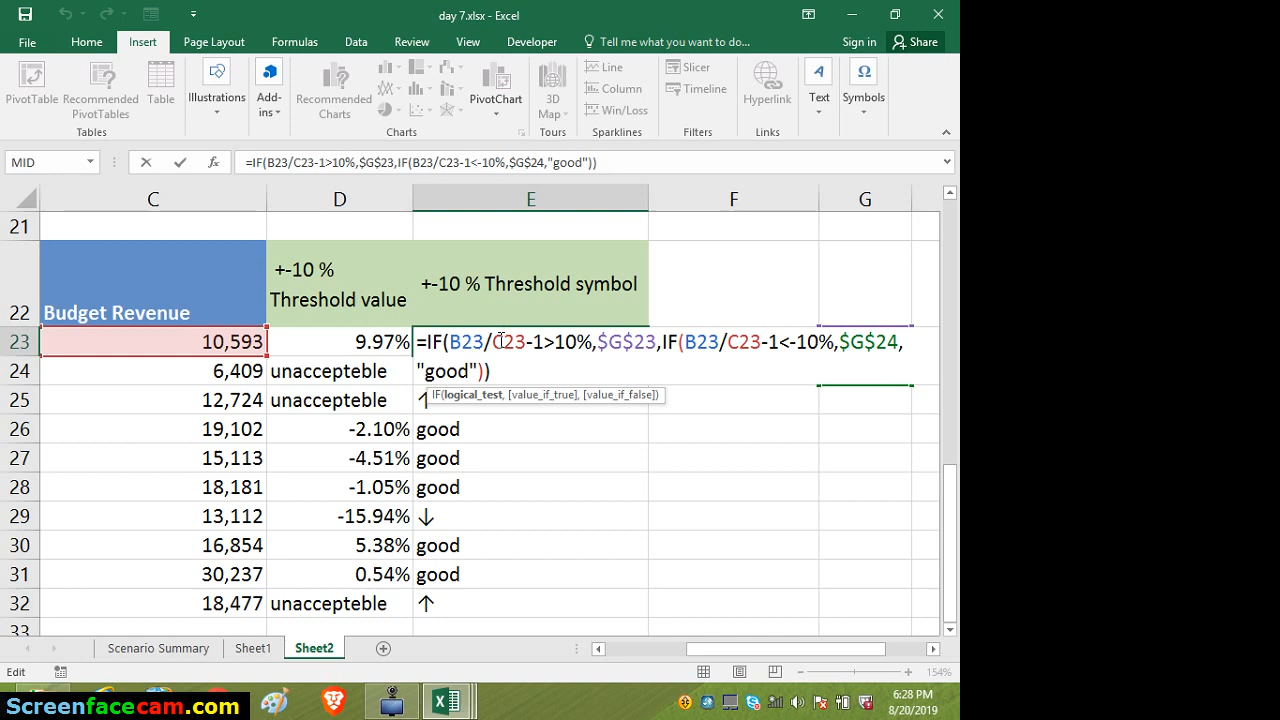 day 7.xlsx - Excel
File Home Insert Page Layout Formulas Data Review View Developer Tell me what you want to do... Sign in Share
PivotTable Recommended PivotTables Table Illustrations Add-ins Recommended Charts PivotChart 3D Map Line Column Win/Loss Slicer Timeline Hyperlink Text Symbols
Tables Charts Tours Sparklines Filters Links
MID fx =IF(B23/C23-1>10%,$G$23,IF(B23/C23-1<-10%,$G$24,"good"))
C D E F G
21
22 Budget Revenue +-10 % Threshold value +-10 % Threshold symbol
23 10,593 9.97% =IF(B23/C23-1>10%,$G$23,IF(B23/C23-1<-10%,$G$24,
24 6,409 unaccepteble "good"))
IF(logical_test, [value_if_true], [value_if_false])
25 12,724 unaccepteble ↑
26 19,102 -2.10% good
27 15,113 -4.51% good
28 18,181 -1.05% good
29 13,112 -15.94% ↓
30 16,854 5.38% good
31 30,237 0.54% good
32 18,477 unaccepteble ↑
33
Scenario Summary Sheet1 Sheet2
Edit 154%
Screenfacecam.com
6:28 PM
8/20/2019